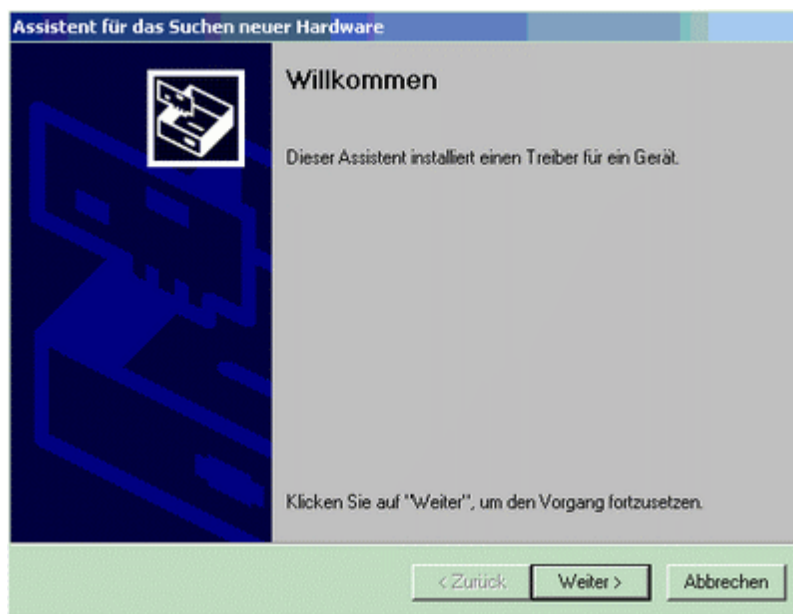 Assistent für das Suchen neuer Hardware
Willkommen
Dieser Assistent installiert einen Treiber für ein Gerät.
Klicken Sie auf "Weiter", um den Vorgang fortzusetzen.
< Zurück
Weiter >
Abbrechen